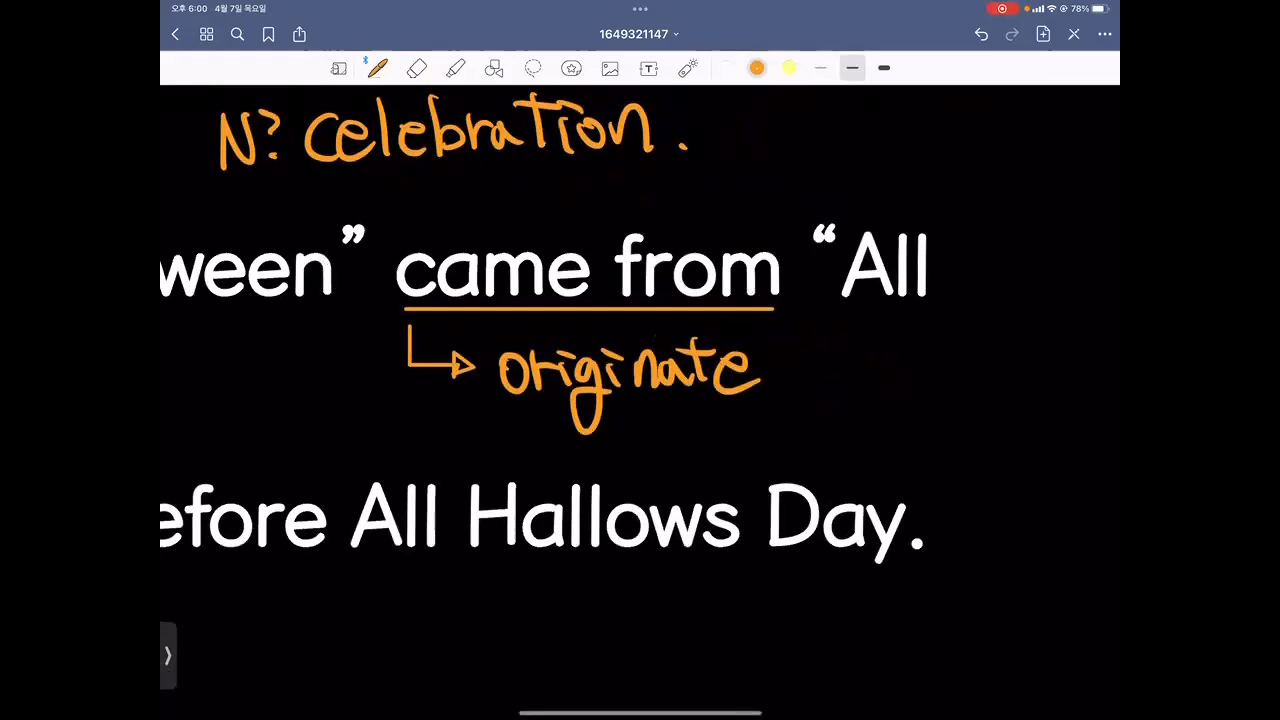 오후 6:00 4월 7일 목요일
78%
1649321147
N? celebration.
ween” came from “All
originate
efore All Hallows Day.